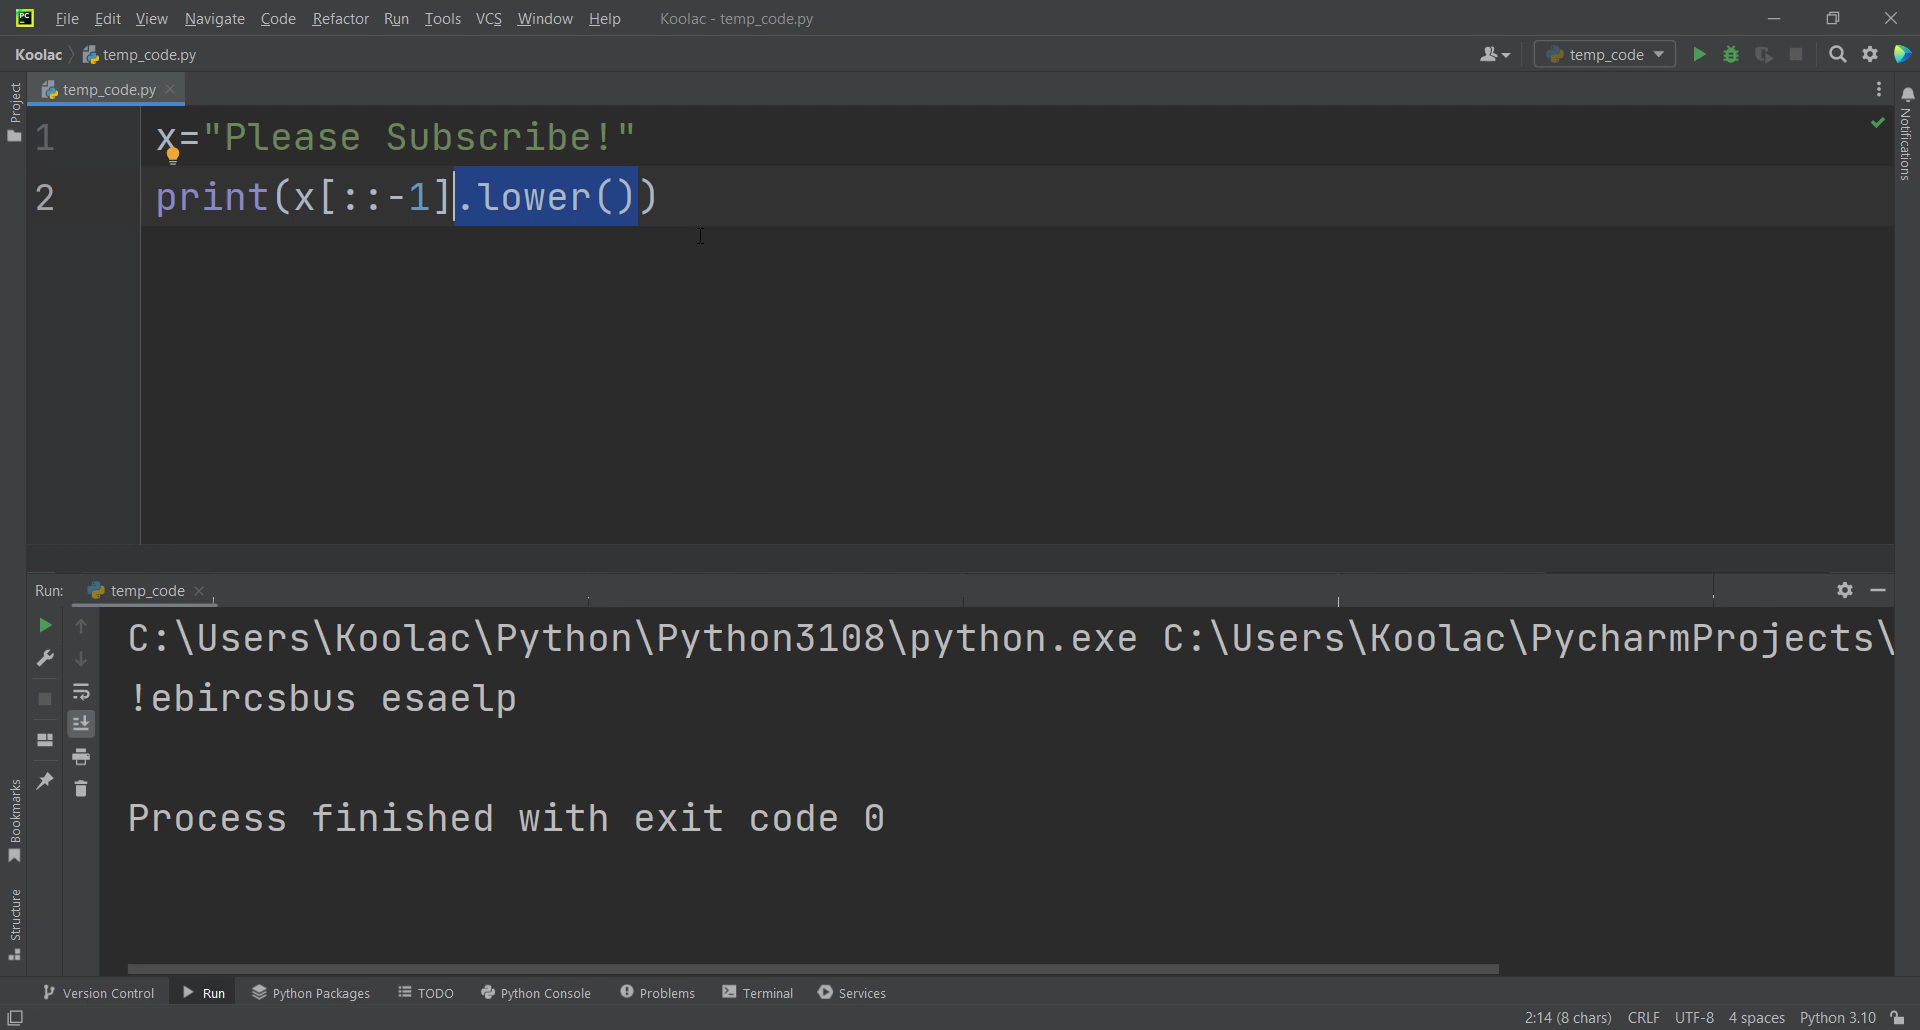 PC File Edit View Navigate Code Refactor Run Tools VCS Window Help Koolac - temp_code.py
Koolac temp_code.py temp_code
Project
temp_code.py
Notifications
1 x="Please Subscribe!"
2 print(x[::-1].lower())
Run: temp_code
C:\Users\Koolac\Python\Python3108\python.exe C:\Users\Koolac\PycharmProjects\
!ebircsbus esaelp
Process finished with exit code 0
Bookmarks
Structure
Version Control Run Python Packages TODO Python Console Problems Terminal Services
2:14 (8 chars) CRLF UTF-8 4 spaces Python 3.10